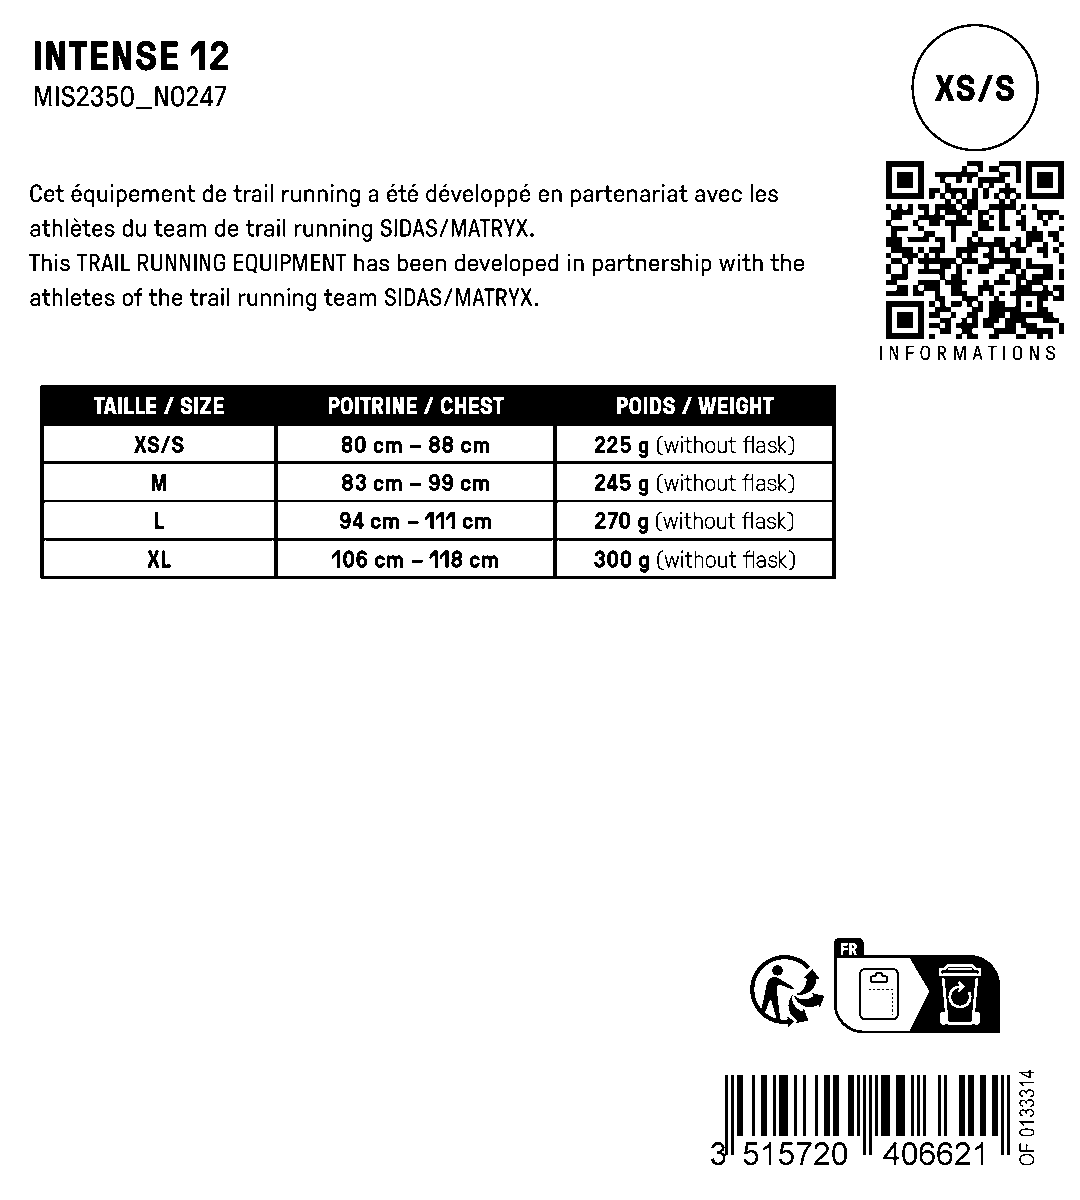 INTENSE 12
MIS2350_N0247
XS/S
Cet équipement de trail running a été développé en partenariat avec les
athlètes du team de trail running SIDAS/MATRYX.
This TRAIL RUNNING EQUIPMENT has been developed in partnership with the
athletes of the trail running team SIDAS/MATRYX.
INFORMATIONS
TAILLE / SIZE POITRINE / CHEST POIDS / WEIGHT
XS/S 80 cm – 88 cm 225 g (without flask)
M 83 cm – 99 cm 245 g (without flask)
L 94 cm – 111 cm 270 g (without flask)
XL 106 cm – 118 cm 300 g (without flask)
FR
3 515720 406621
OF 0133314